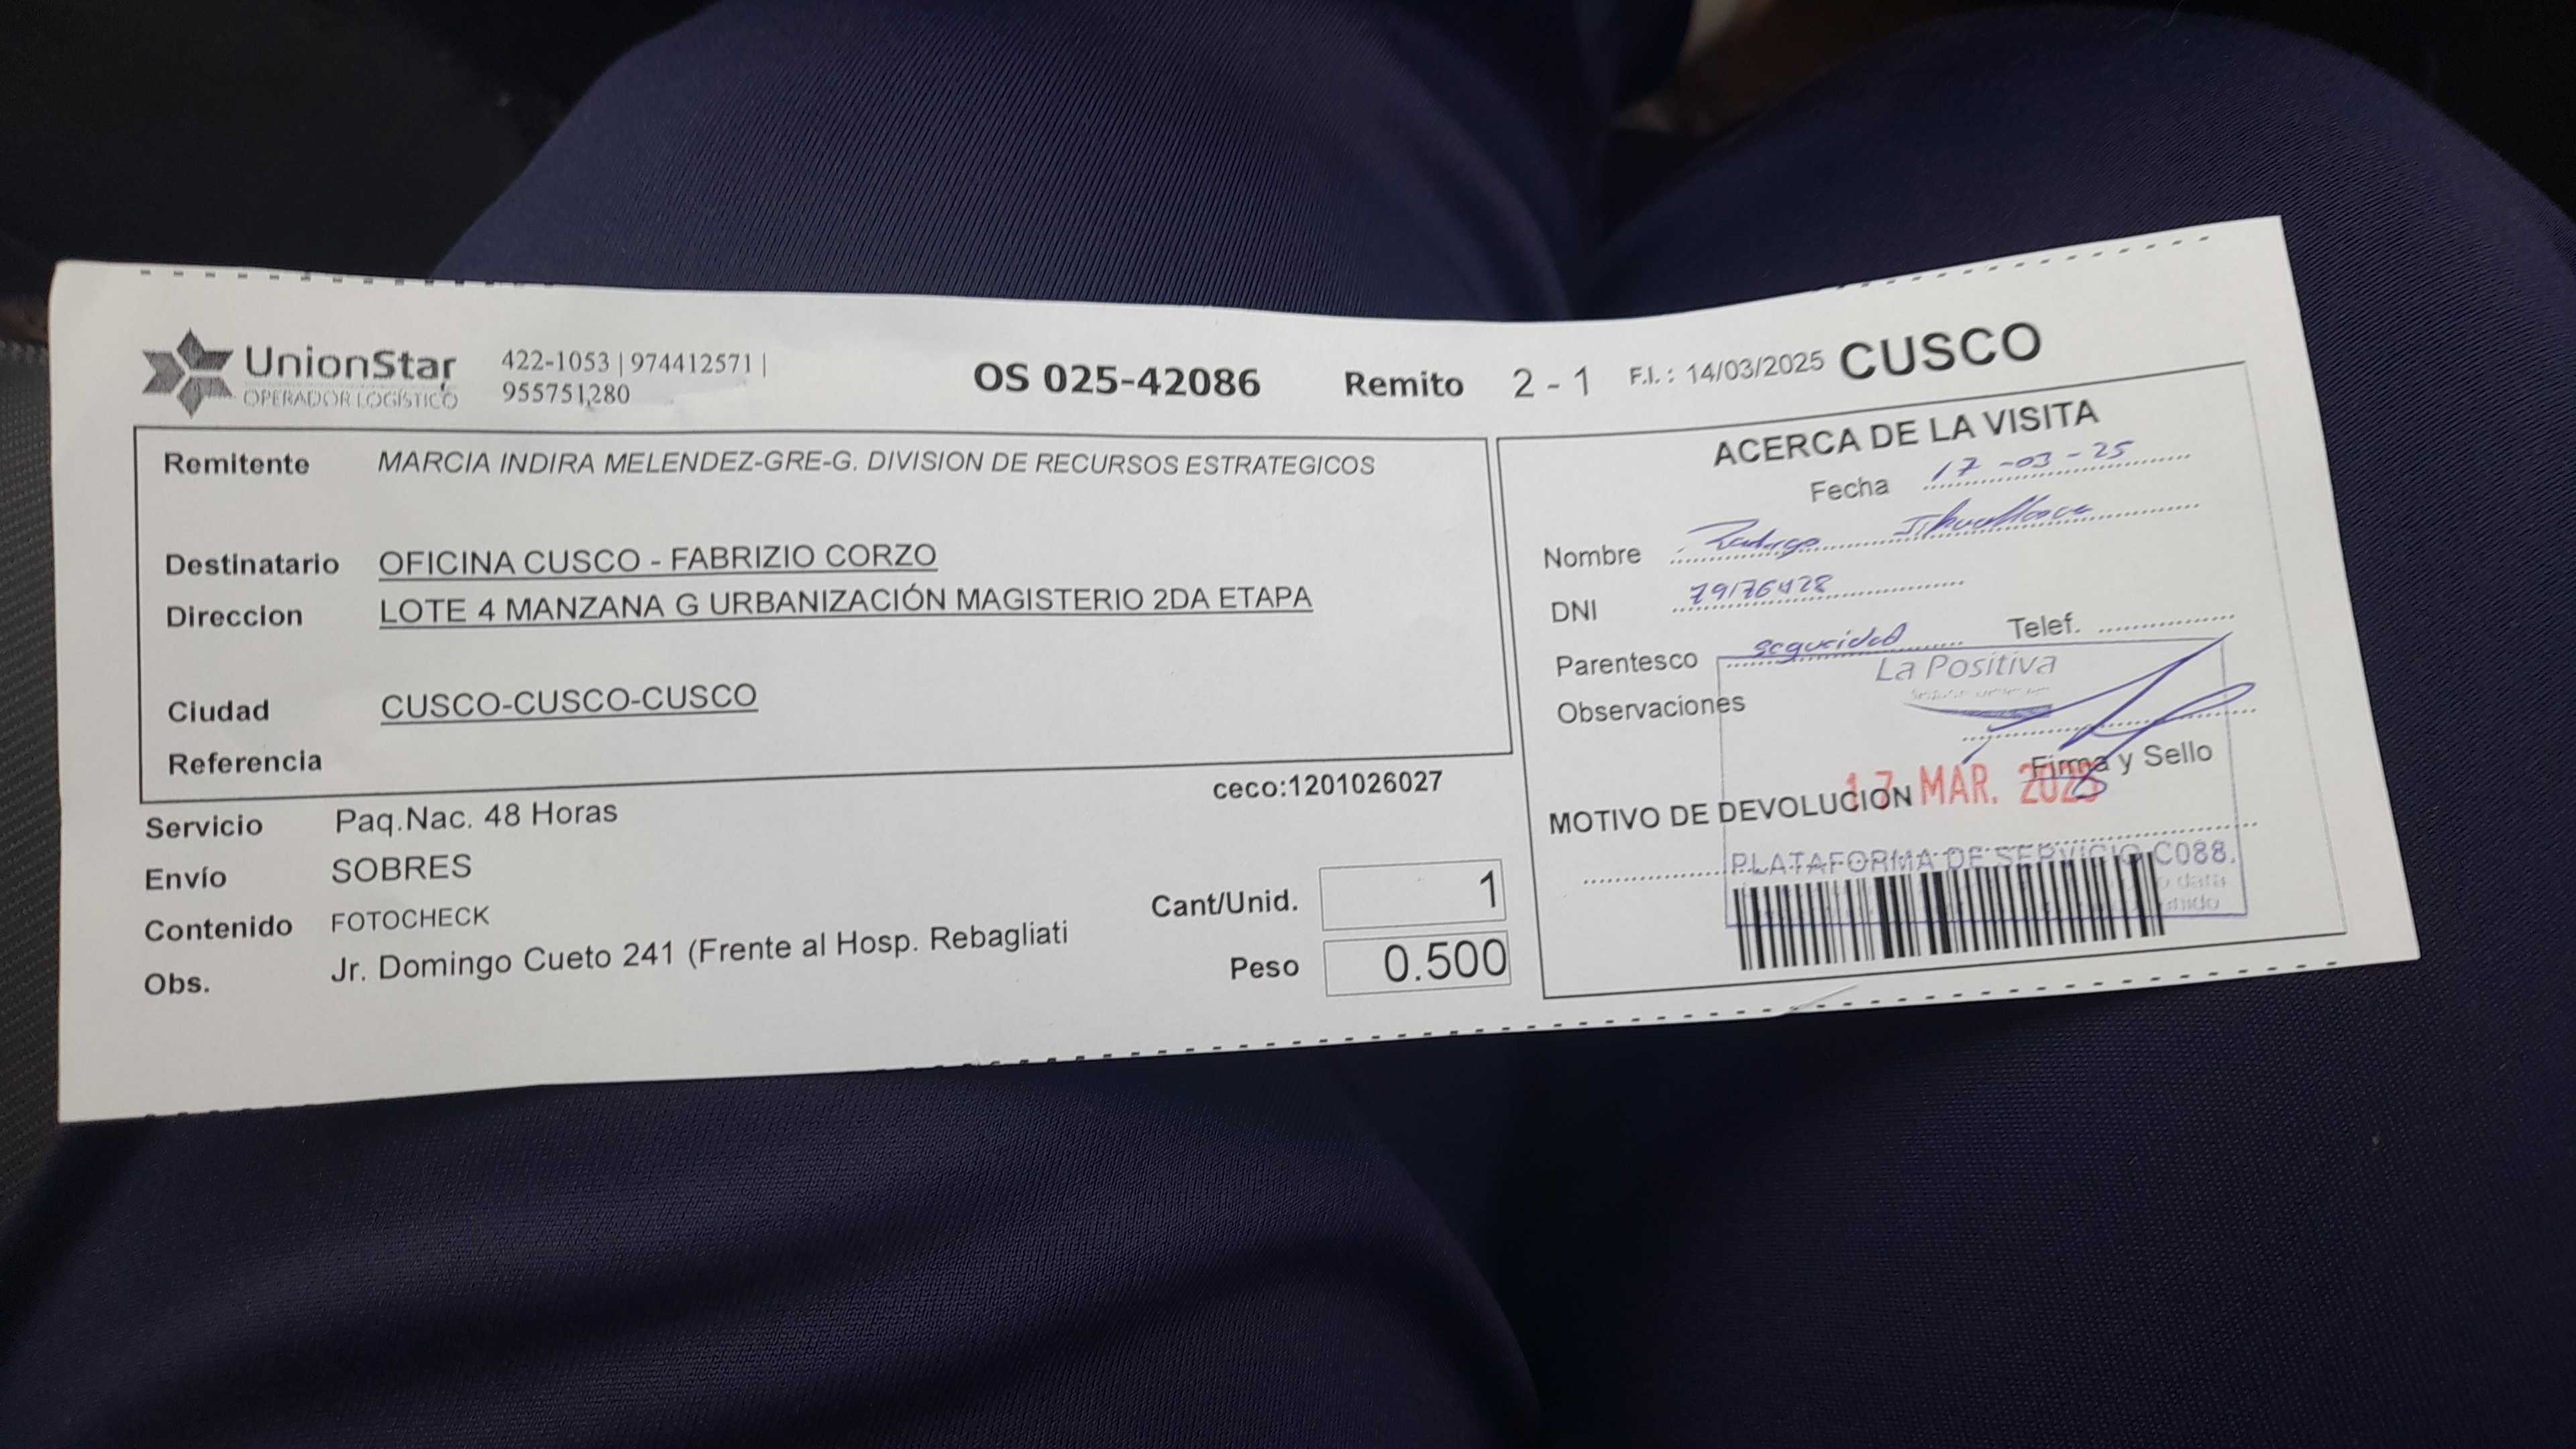 UnionStar
OPERADOR LOGÍSTICO
422-1053 | 974412571 |
955751280
OS 025-42086 Remito 2 - 1 F.I.: 14/03/2025 CUSCO
Remitente MARCIA INDIRA MELENDEZ-GRE-G. DIVISION DE RECURSOS ESTRATEGICOS
Destinatario OFICINA CUSCO - FABRIZIO CORZO
Direccion LOTE 4 MANZANA G URBANIZACIÓN MAGISTERIO 2DA ETAPA
Ciudad CUSCO-CUSCO-CUSCO
Referencia
ceco:1201026027
Servicio Paq.Nac. 48 Horas
Envío SOBRES
Contenido FOTOCHECK
Obs. Jr. Domingo Cueto 241 (Frente al Hosp. Rebagliati
Cant/Unid. 1
Peso 0.500
ACERCA DE LA VISITA
Fecha 17-03-25
Nombre
DNI 79176428
Parentesco seguridad Telef.
La Positiva
Observaciones
Firma y Sello
17 MAR. 2025
MOTIVO DE DEVOLUCION
PLATAFORMA DE SERVICIO C088.